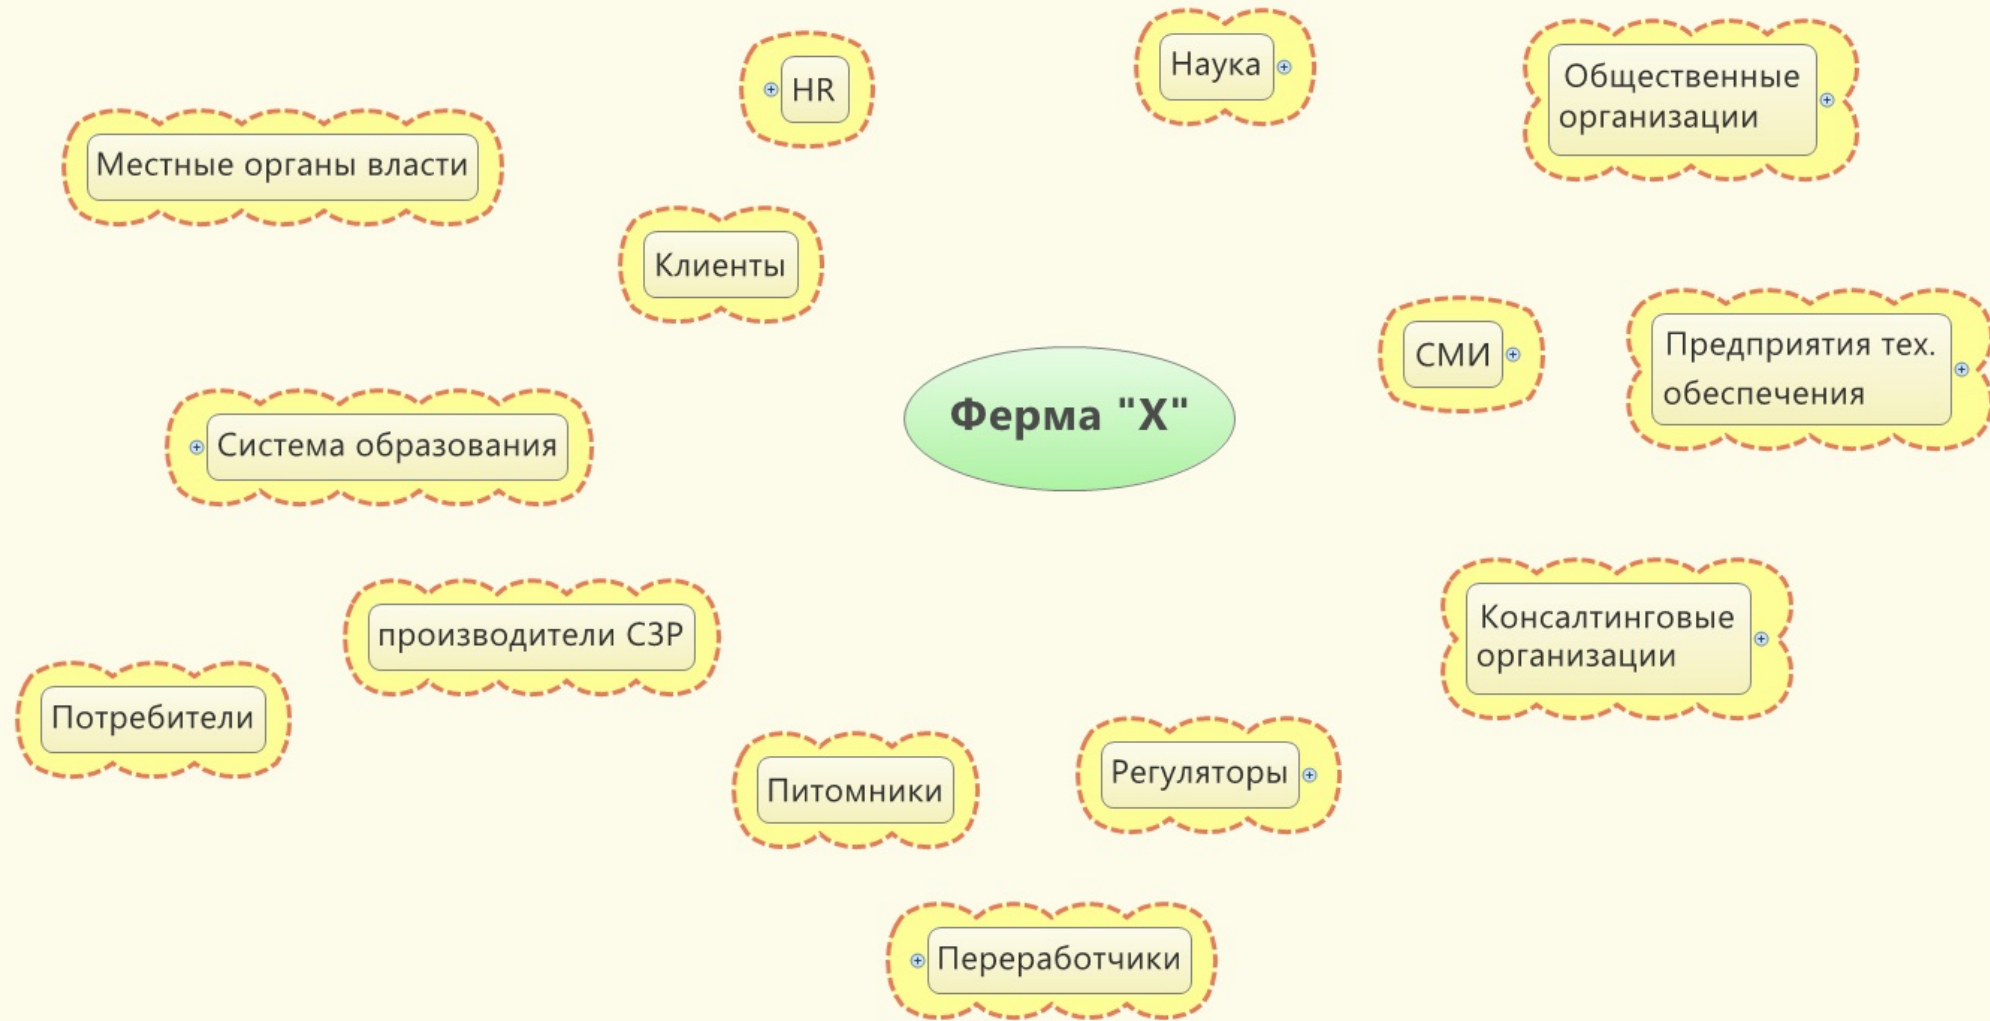 HR
Наука
Общественные
организации
Местные органы власти
Клиенты
СМИ
Предприятия тех.
обеспечения
Ферма "Х"
Система образования
производители СЗР
Консалтинговые
организации
Потребители
Питомники
Регуляторы
Переработчики